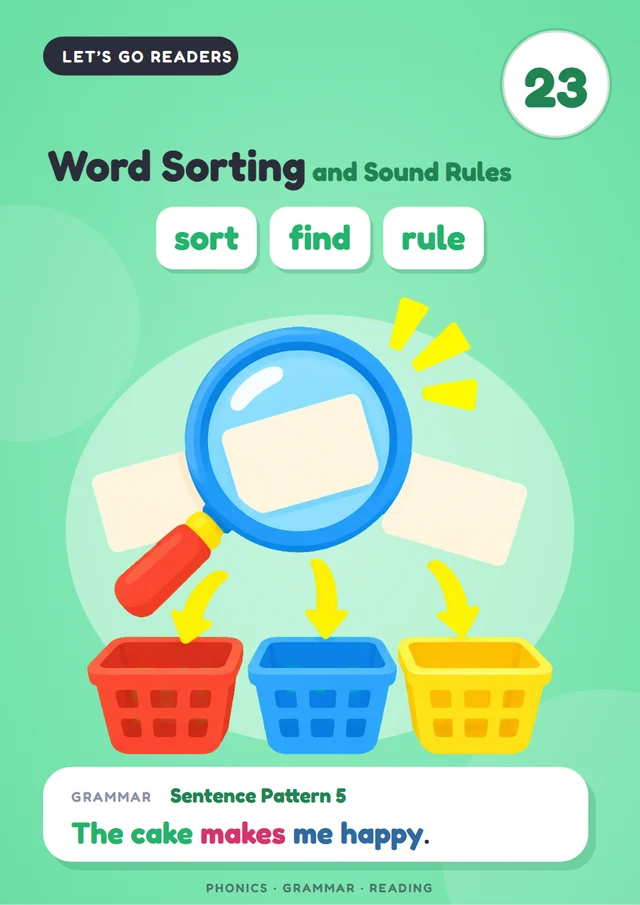 LET’S GO READERS
23
Word Sorting and Sound Rules
sort find rule
GRAMMAR Sentence Pattern 5
The cake makes me happy.
PHONICS · GRAMMAR · READING